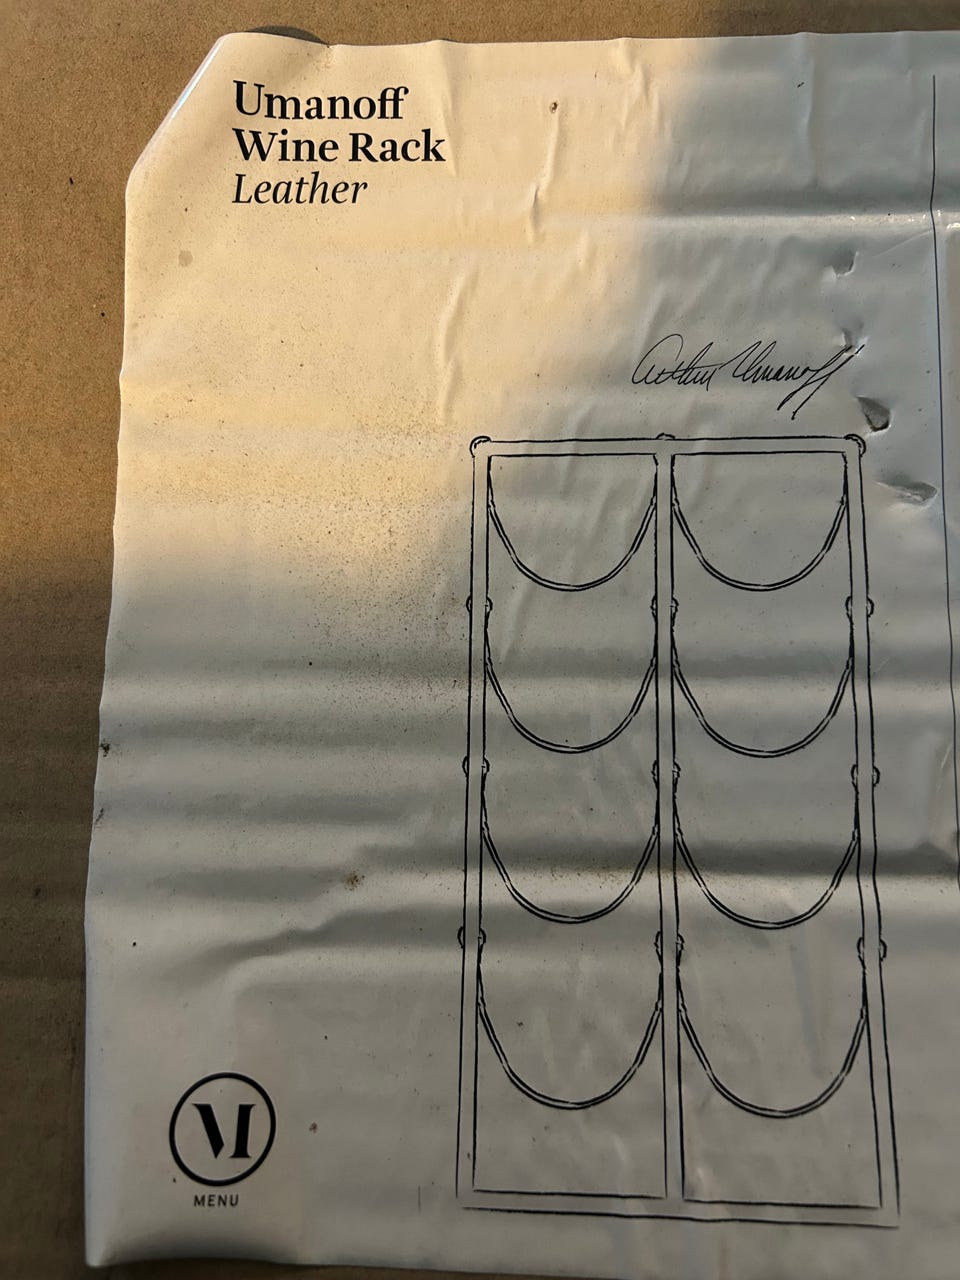 Umanoff
Wine Rack
Leather
Arthur Umanoff
M
MENU